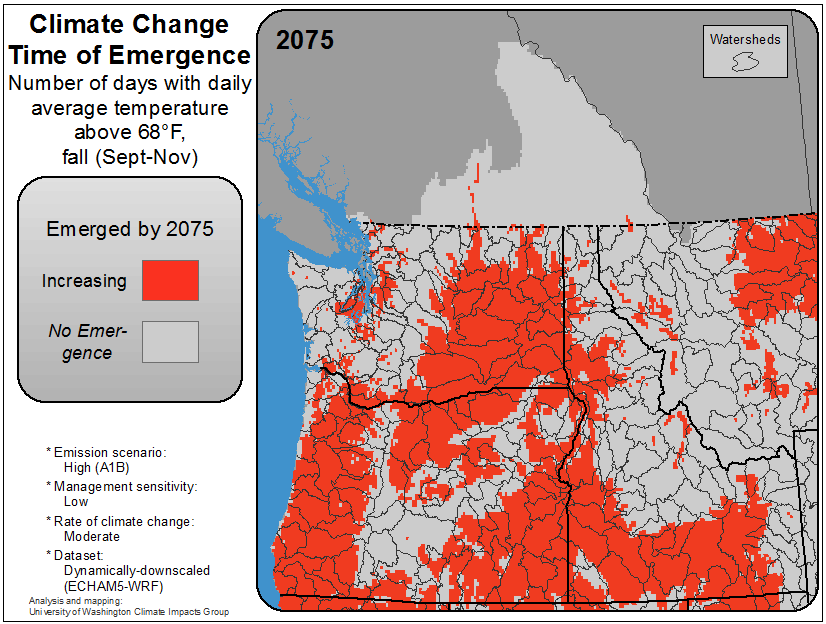 Climate Change
Time of Emergence
Number of days with daily
average temperature
above 68°F,
fall (Sept-Nov)
2075
Watersheds
Emerged by 2075
Increasing
No Emer-
gence
* Emission scenario:
High (A1B)
* Management sensitivity:
Low
* Rate of climate change:
Moderate
* Dataset:
Dynamically-downscaled
(ECHAM5-WRF)
Analysis and mapping:
University of Washington Climate Impacts Group